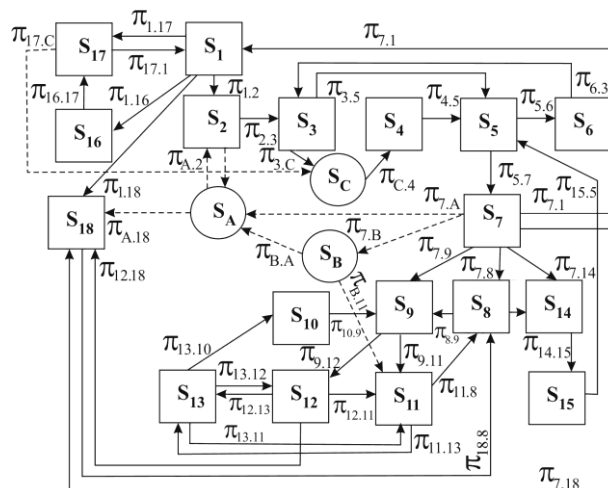 π17.C
π1.17
S17
S1
π7.1
π17.1
π16.17
π1.16
π1.2
π3.5
π4.5
π5.6
π6.3
S16
S2
π2.3
S3
S4
S5
S6
πA.2
π3.C
SC
πC.4
π5.7
π1.18
π7.A
π7.1
π15.5
S18
πA.18
SA
S7
π12.18
πB.A
SB
π7.B
π7.9
π7.8
π7.14
πB.11
S10
S9
S8
S14
π13.10
π10.9
π8.9
π9.12
π9.11
π14.15
S13
π13.12
π12.13
S12
π12.11
S11
π11.8
S15
π13.11
π11.13
π18.8
π7.18